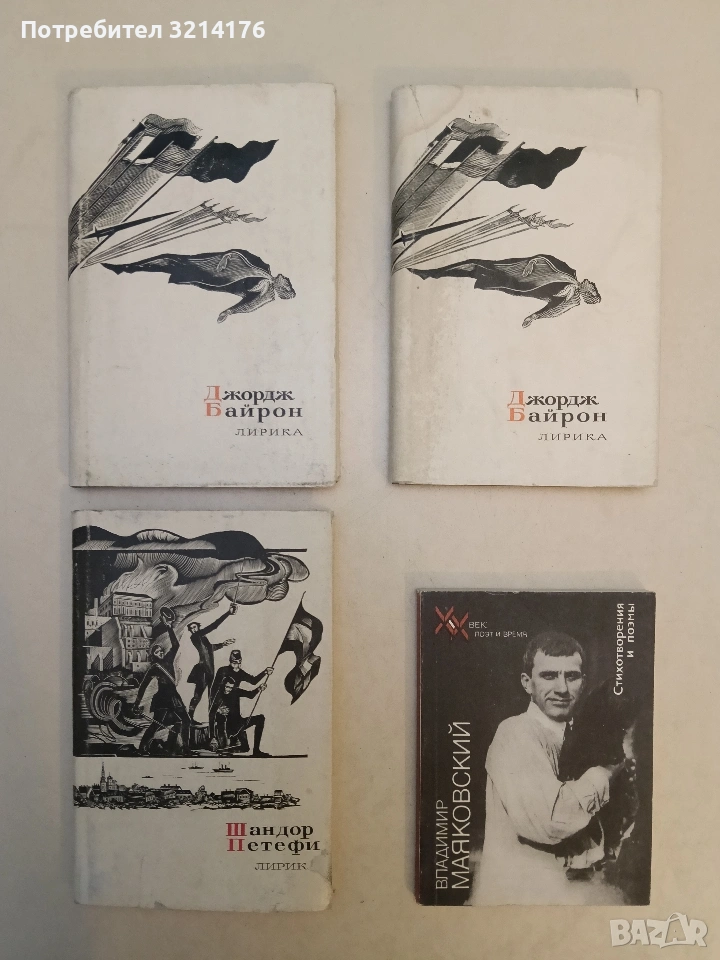 Потребител 3214176
Джордж
Байрон
ЛИРИКА
Джордж
Байрон
ЛИРИКА
Шандор
Петефи
ЛИРИК
XX ВЕК
ПОЭТ И ВРЕМЯ
Стихотворения
и поэмы
ВЛАДИМИР
МАЯКОВСКИЙ
BAZAR